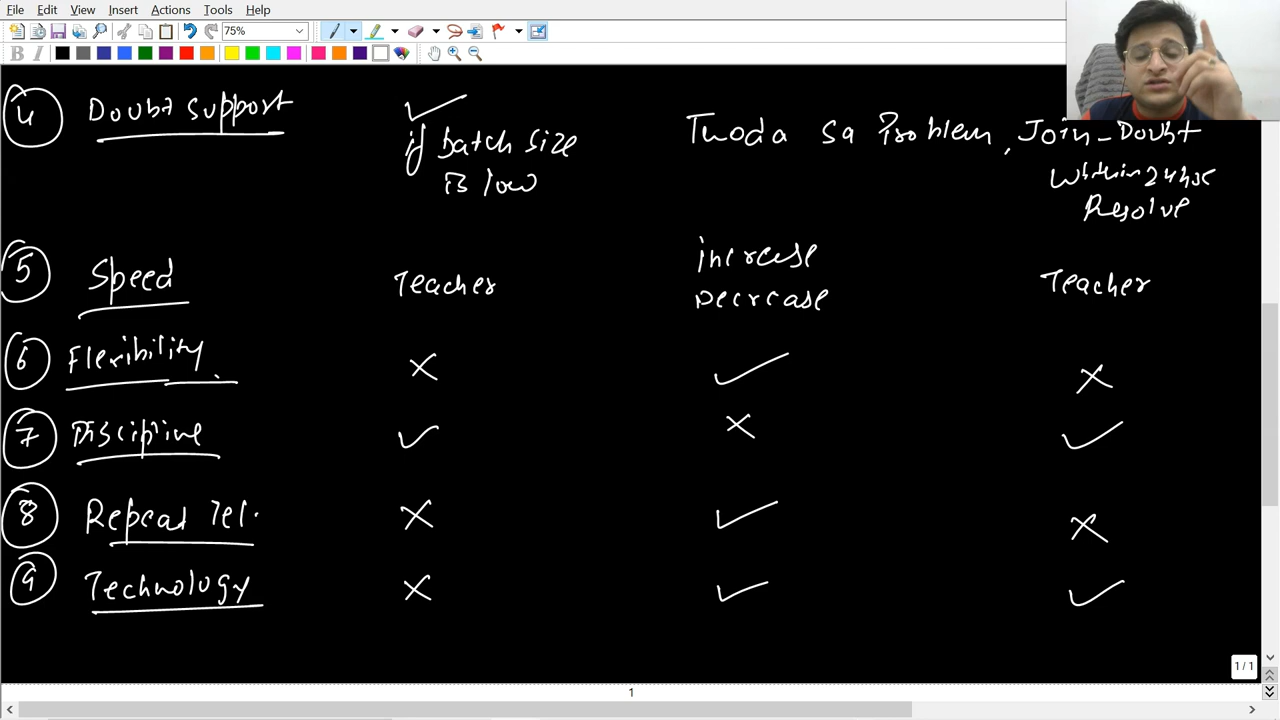 File Edit View Insert Actions Tools Help
75%
B I
4 Doubt support ✓ Thoda sa Problem, Join-Doubt
if batch size
is low
Within 24hrs
Resolve
5 Speed Teacher increase Teacher
Decrease
6 Flexibility ✗ ✓ ✗
7 Discipline ✓ ✗ ✓
8 Repeat Tel. ✗ ✓ ✗
9 Technology ✗ ✓ ✓
1/1
1